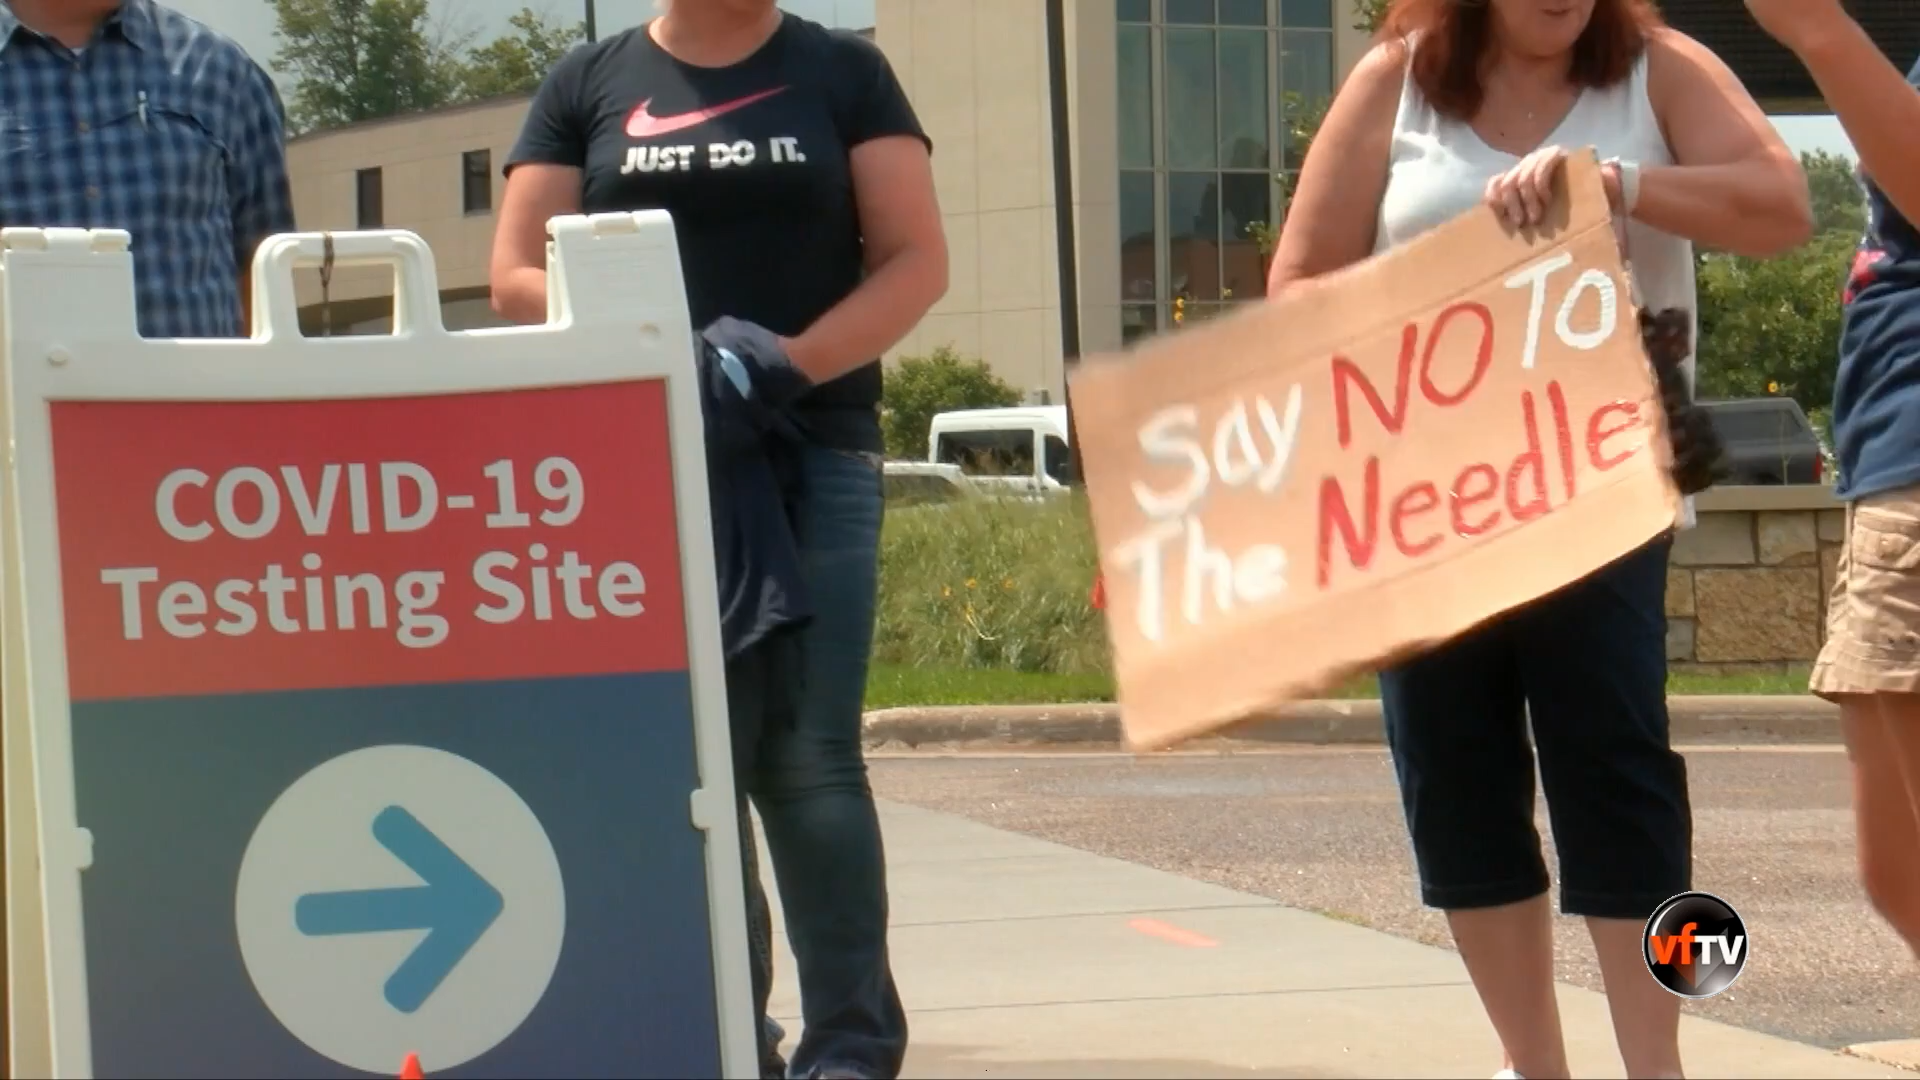 JUST DO IT.
COVID-19
Testing Site
Say NO TO
The Needle
vfTV